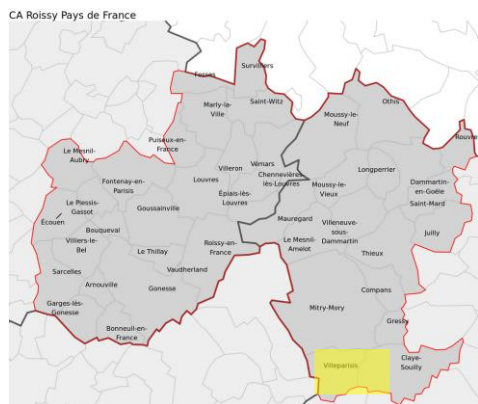 CA Roissy Pays de France
Survilliers
Fosses
Marly-la-
Ville
Saint-Witz
Othis
Moussy-le-
Neuf
Puiseux-en-
France
Rouvres
Le Mesnil-
Aubry
Vémars
Villeron
Chennevières-
lès-Louvres
Longperrier
Fontenay-en-
Parisis
Louvres
Épiais-lès-
Louvres
Moussy-le-
Vieux
Dammartin-
en-Goële
Saint-Mard
Le Plessis-
Gassot
Goussainville
Mauregard
Écouen
Bouqueval
Villeneuve-
sous-
Dammartin
Juilly
Villiers-le-
Bel
Le Thillay
Roissy-en-
France
Le Mesnil-
Amelot
Thieux
Sarcelles
Vaudherland
Arnouville
Gonesse
Compans
Garges-lès-
Gonesse
Mitry-Mory
Gressy
Bonneuil-en-
France
Villeparisis
Claye-
Souilly